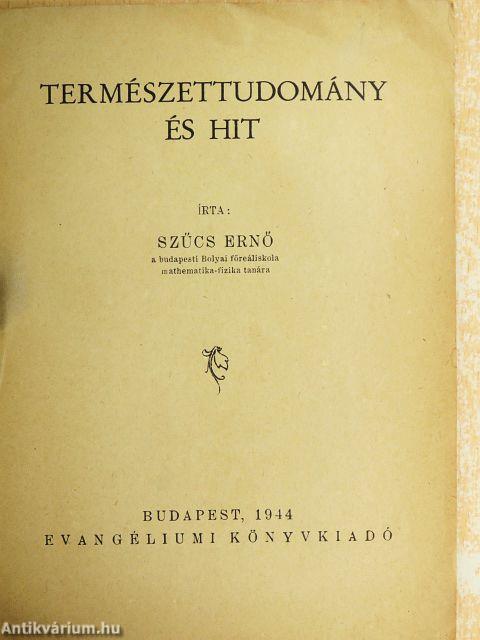 TERMÉSZETTUDOMÁNY
ÉS HIT
ÍRTA:
SZŰCS ERNŐ
a budapesti Bolyai főreáliskola
mathematika-fizika tanára
BUDAPEST, 1944
EVANGÉLIUMI KÖNYVKIADÓ
Antikvárium.hu